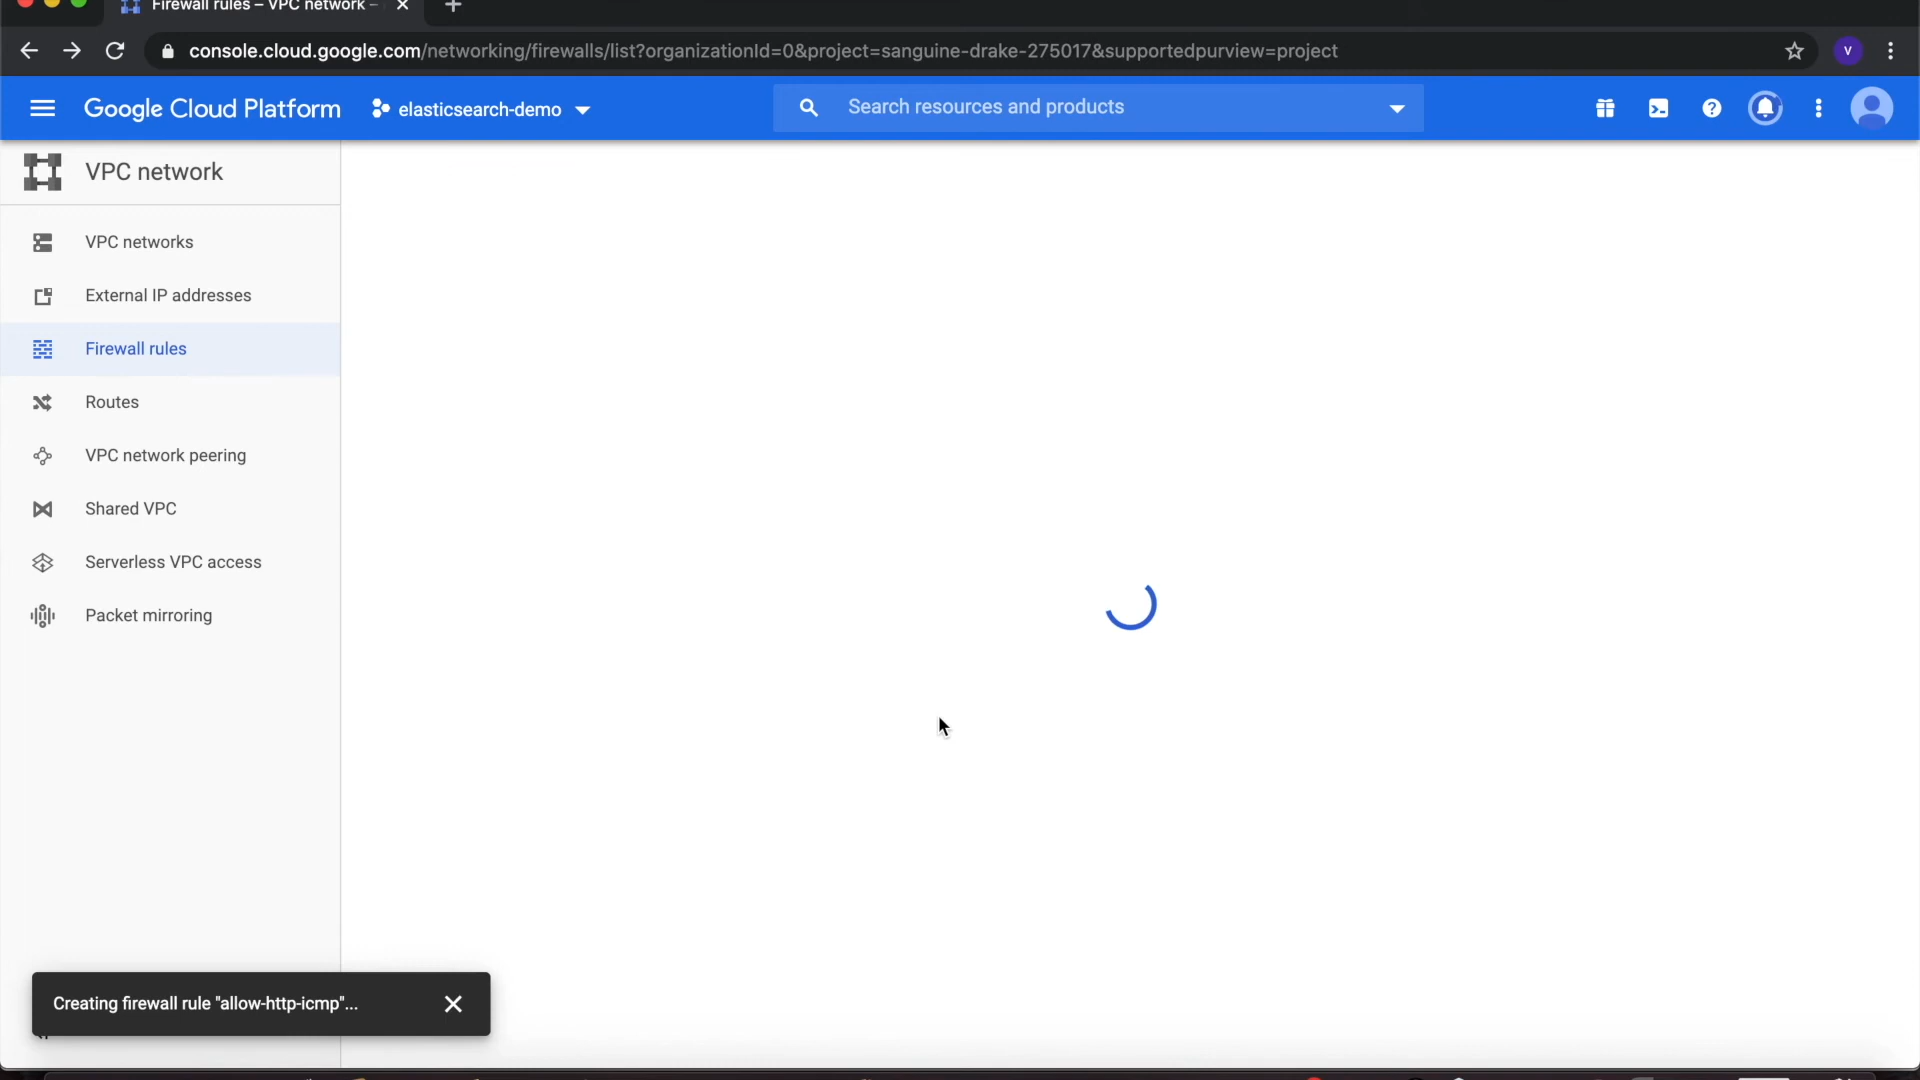 Firewall rules – VPC network –
console.cloud.google.com/networking/firewalls/list?organizationId=0&project=sanguine-drake-275017&supportedpurview=project
V
Google Cloud Platform
elasticsearch-demo
Search resources and products
VPC network
VPC networks
External IP addresses
Firewall rules
Routes
VPC network peering
Shared VPC
Serverless VPC access
Packet mirroring
Creating firewall rule "allow-http-icmp"...